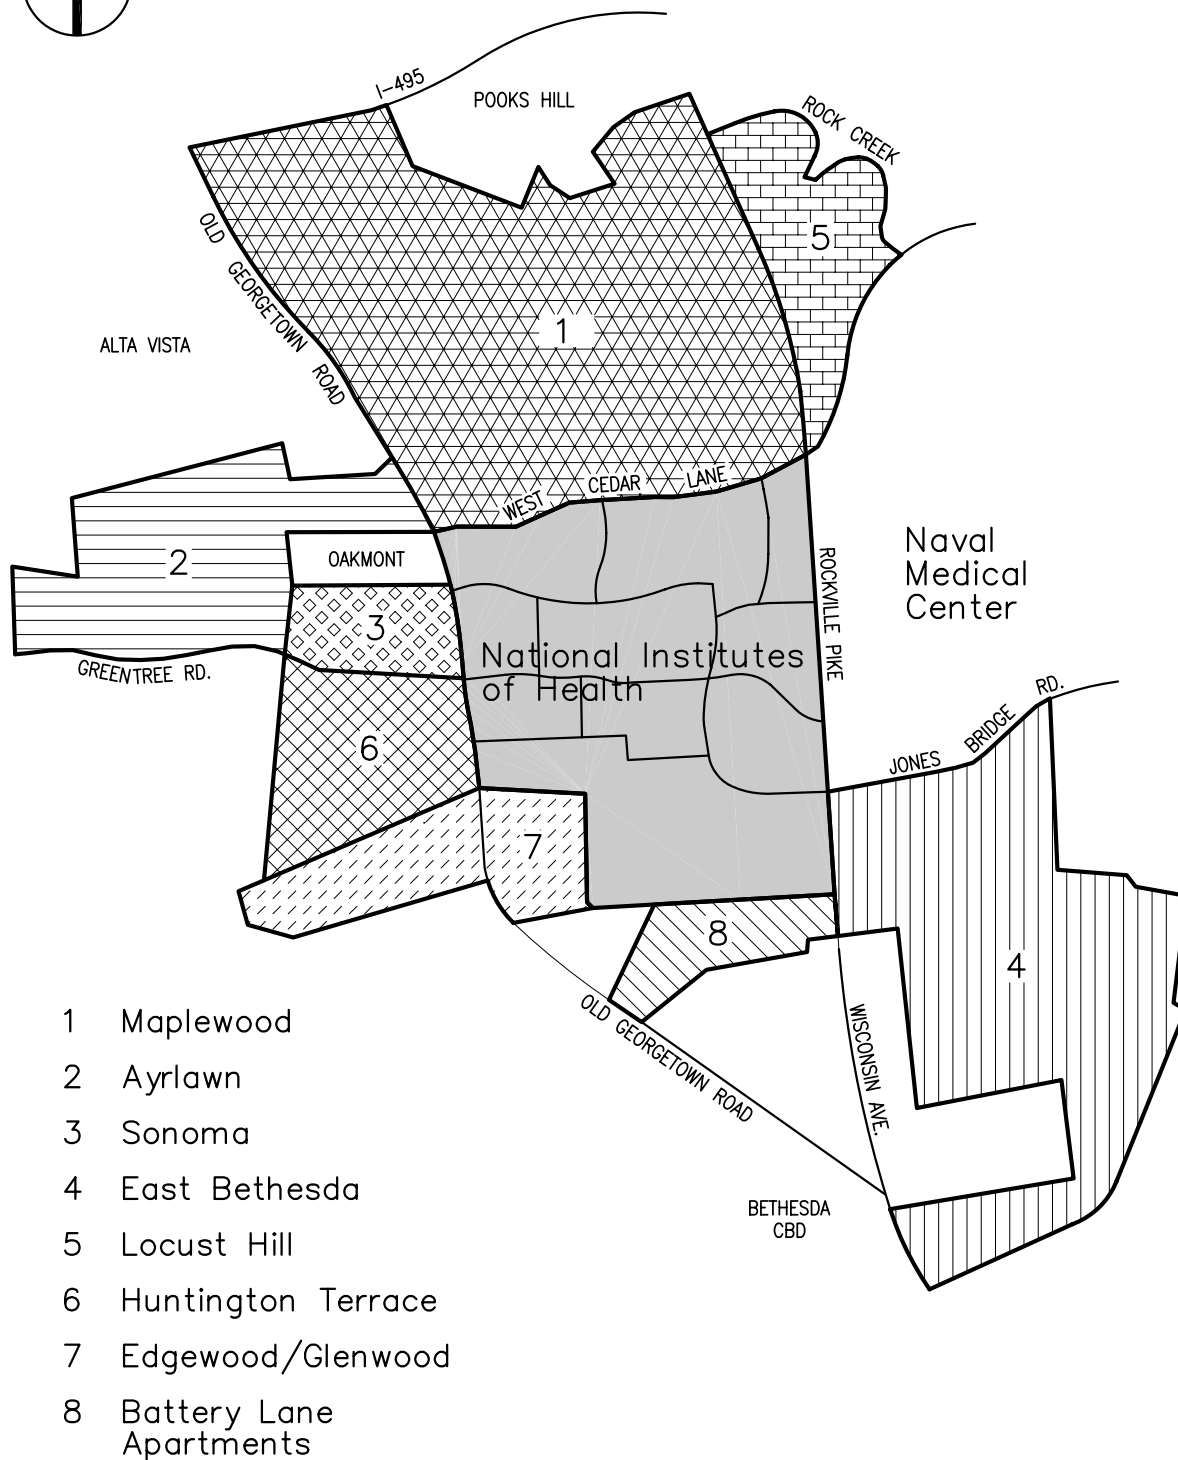 I-495
POOKS HILL
ROCK CREEK
OLD GEORGETOWN ROAD
5
1
ALTA VISTA
WEST CEDAR LANE
2
OAKMONT
ROCKVILLE PIKE
Naval
Medical
Center
3
National Institutes
of Health
GREENTREE RD.
JONES BRIDGE RD.
6
7
8
4
OLD GEORGETOWN ROAD
WISCONSIN AVE.
BETHESDA
CBD
1 Maplewood
2 Ayrlawn
3 Sonoma
4 East Bethesda
5 Locust Hill
6 Huntington Terrace
7 Edgewood/Glenwood
8 Battery Lane
Apartments